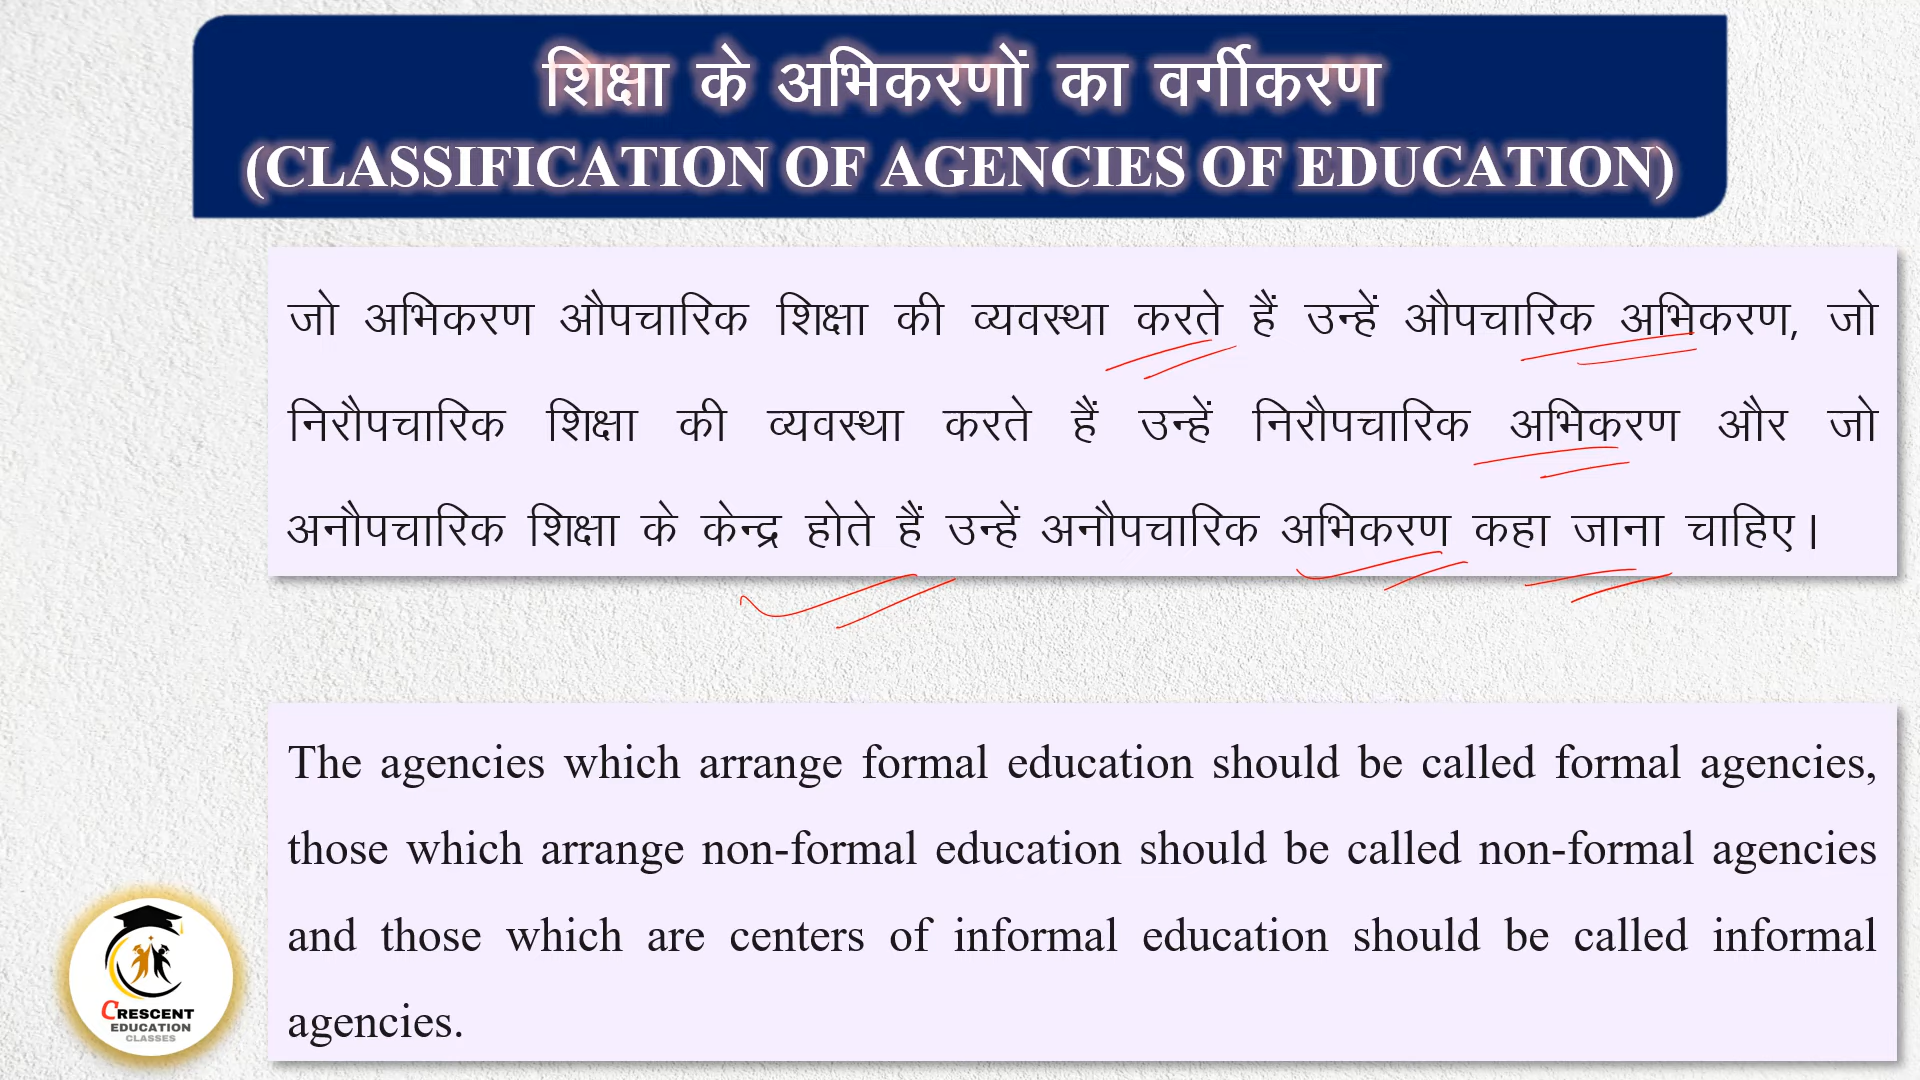 शिक्षा के अभिकरणों का वर्गीकरण
(CLASSIFICATION OF AGENCIES OF EDUCATION)
जो अभिकरण औपचारिक शिक्षा की व्यवस्था करते हैं उन्हें औपचारिक अभिकरण, जो
निरौपचारिक शिक्षा की व्यवस्था करते हैं उन्हें निरौपचारिक अभिकरण और जो
अनौपचारिक शिक्षा के केन्द्र होते हैं उन्हें अनौपचारिक अभिकरण कहा जाना चाहिए।
The agencies which arrange formal education should be called formal agencies,
those which arrange non-formal education should be called non-formal agencies
and those which are centers of informal education should be called informal
agencies.
CRESCENT
EDUCATION
CLASSES